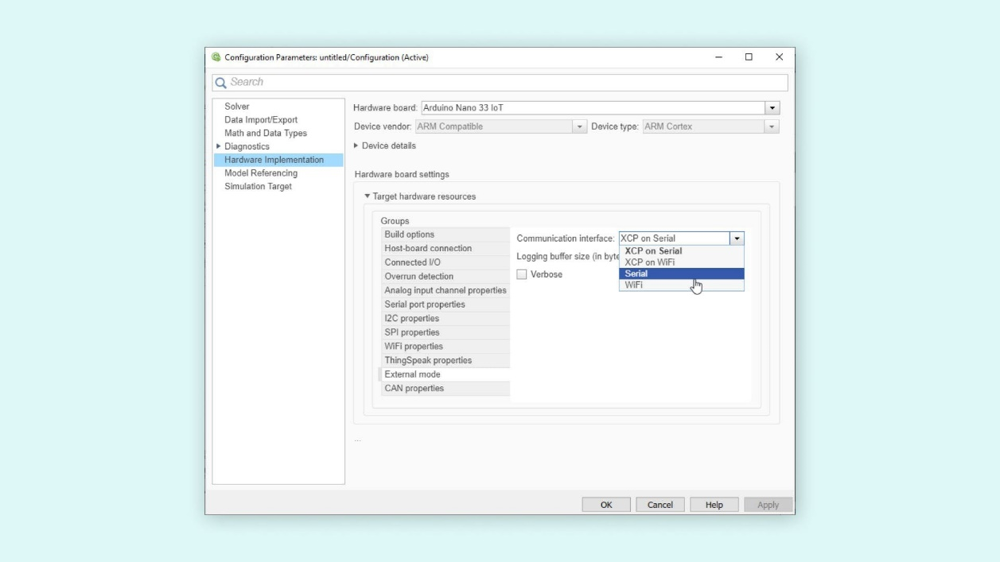 Configuration Parameters: untitled/Configuration (Active)
Search
Solver
Data Import/Export
Math and Data Types
Diagnostics
Hardware Implementation
Model Referencing
Simulation Target
Hardware board: Arduino Nano 33 IoT
Device vendor: ARM Compatible Device type: ARM Cortex
Device details
Hardware board settings
Target hardware resources
Groups
Build options
Host-board connection
Connected I/O
Overrun detection
Analog input channel properties
Serial port properties
I2C properties
SPI properties
WiFi properties
ThingSpeak properties
External mode
CAN properties
Communication interface: XCP on Serial
Logging buffer size (in byte
Verbose
XCP on Serial
XCP on WiFi
Serial
WiFi
...
OK Cancel Help Apply